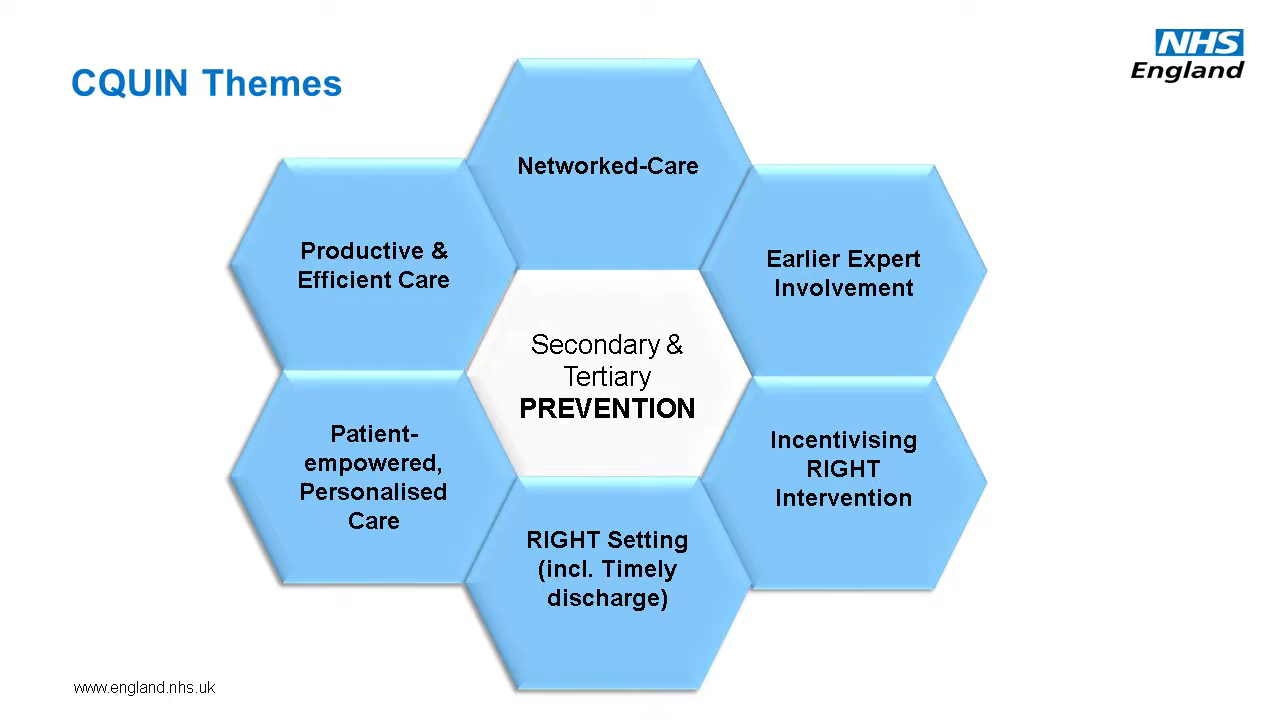 CQUIN Themes
NHS
England
Networked-Care
Productive &
Efficient Care
Earlier Expert
Involvement
Secondary &
Tertiary
PREVENTION
Patient-
empowered,
Personalised
Care
Incentivising
RIGHT
Intervention
RIGHT Setting
(incl. Timely
discharge)
www.england.nhs.uk